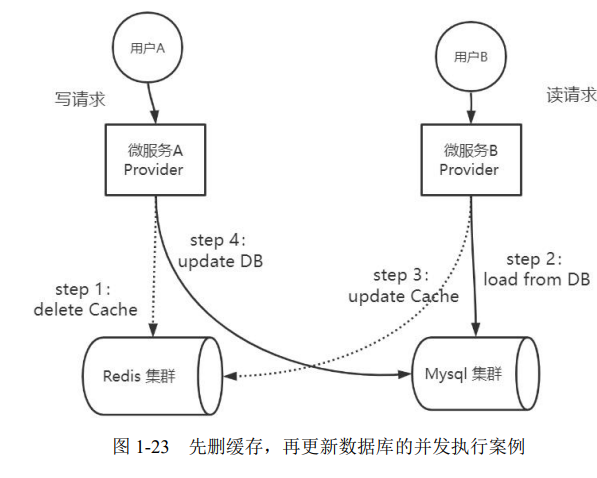 用户A
用户B
写请求
读请求
微服务A
Provider
微服务B
Provider
step 4：
update DB
step 2：
load from DB
step 3：
update Cache
step 1：
delete Cache
Redis 集群
Mysql 集群
图 1-23 先删缓存，再更新数据库的并发执行案例